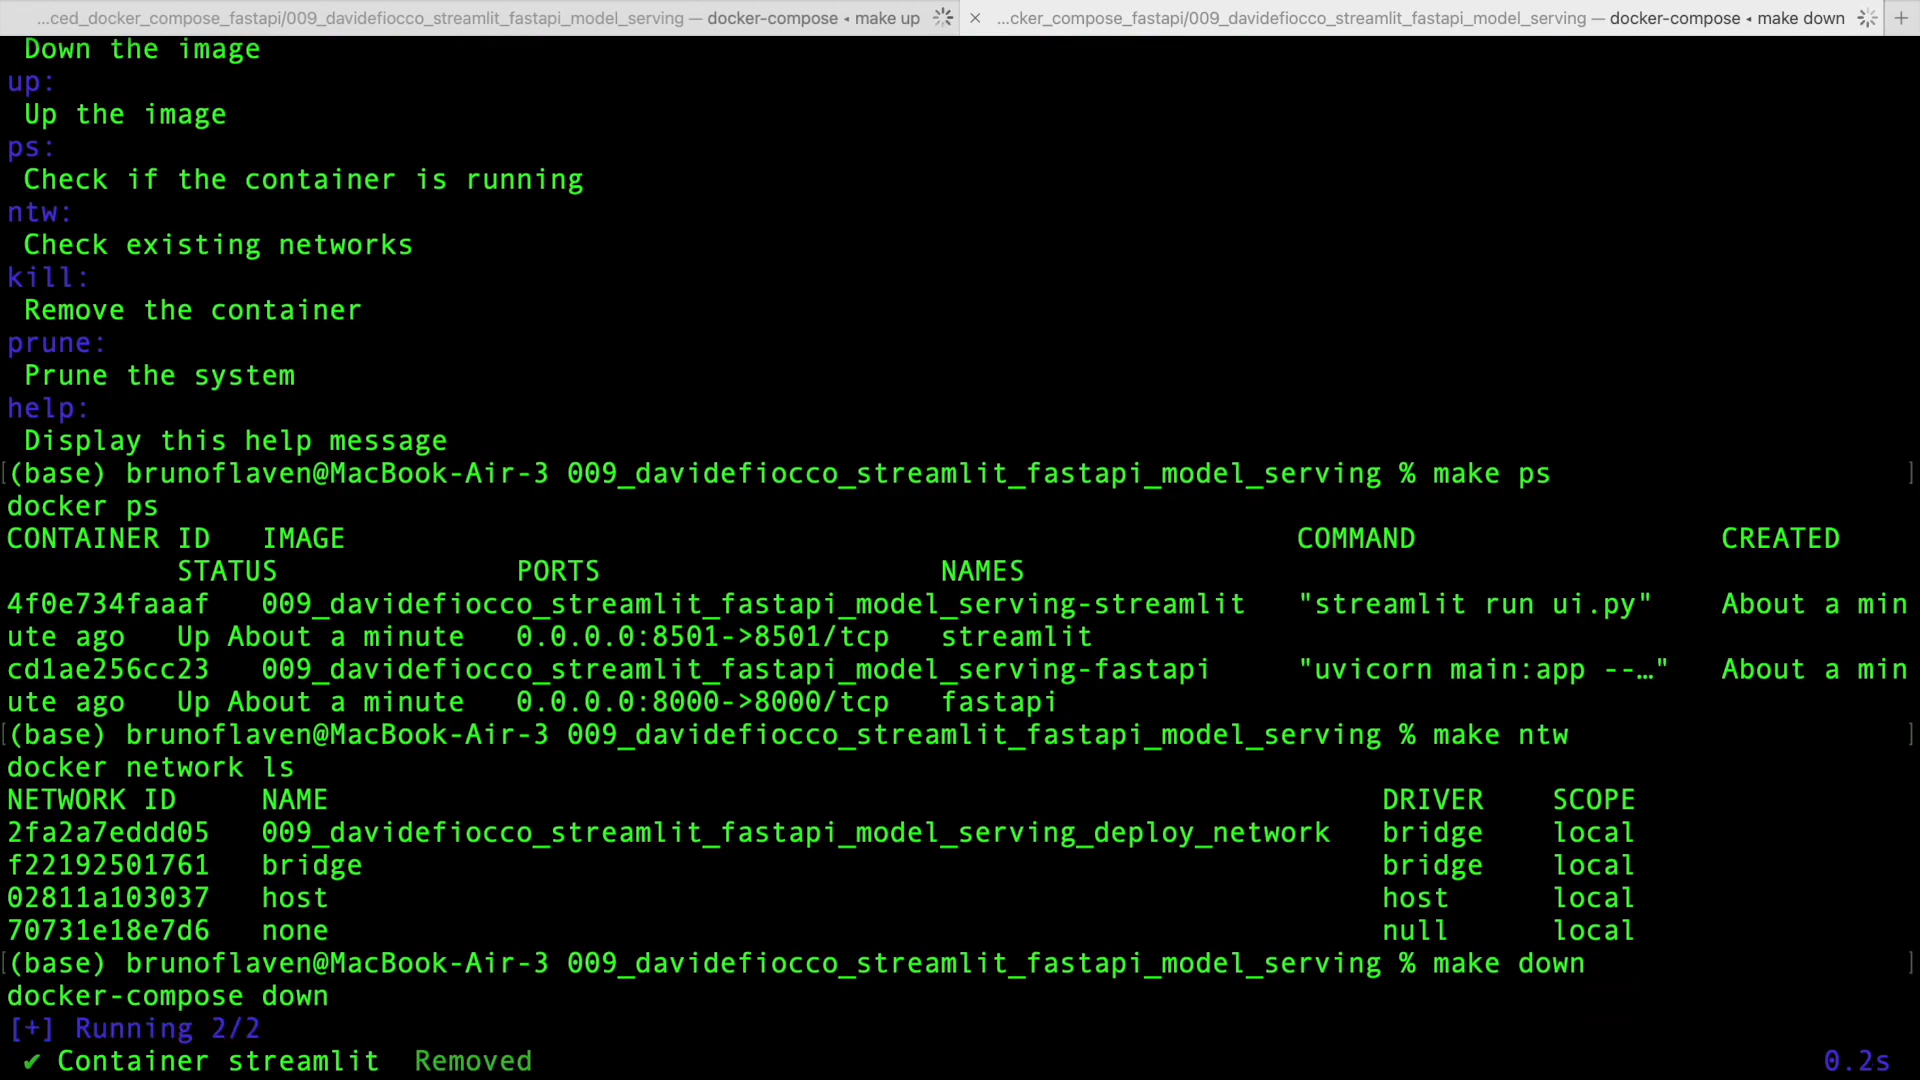 ...ced_docker_compose_fastapi/009_davidefiocco_streamlit_fastapi_model_serving — docker-compose ◂ make up
...cker_compose_fastapi/009_davidefiocco_streamlit_fastapi_model_serving — docker-compose ◂ make down
Down the image
up:
Up the image
ps:
Check if the container is running
ntw:
Check existing networks
kill:
Remove the container
prune:
Prune the system
help:
Display this help message
[(base) brunoflaven@MacBook-Air-3 009_davidefiocco_streamlit_fastapi_model_serving % make ps ]
docker ps
CONTAINER ID IMAGE COMMAND CREATED
STATUS PORTS NAMES
4f0e734faaaf 009_davidefiocco_streamlit_fastapi_model_serving-streamlit "streamlit run ui.py" About a min
ute ago Up About a minute 0.0.0.0:8501->8501/tcp streamlit
cd1ae256cc23 009_davidefiocco_streamlit_fastapi_model_serving-fastapi "uvicorn main:app --…" About a min
ute ago Up About a minute 0.0.0.0:8000->8000/tcp fastapi
[(base) brunoflaven@MacBook-Air-3 009_davidefiocco_streamlit_fastapi_model_serving % make ntw ]
docker network ls
NETWORK ID NAME DRIVER SCOPE
2fa2a7eddd05 009_davidefiocco_streamlit_fastapi_model_serving_deploy_network bridge local
f22192501761 bridge bridge local
02811a103037 host host local
70731e18e7d6 none null local
[(base) brunoflaven@MacBook-Air-3 009_davidefiocco_streamlit_fastapi_model_serving % make down ]
docker-compose down
[+] Running 2/2
✔ Container streamlit Removed 0.2s